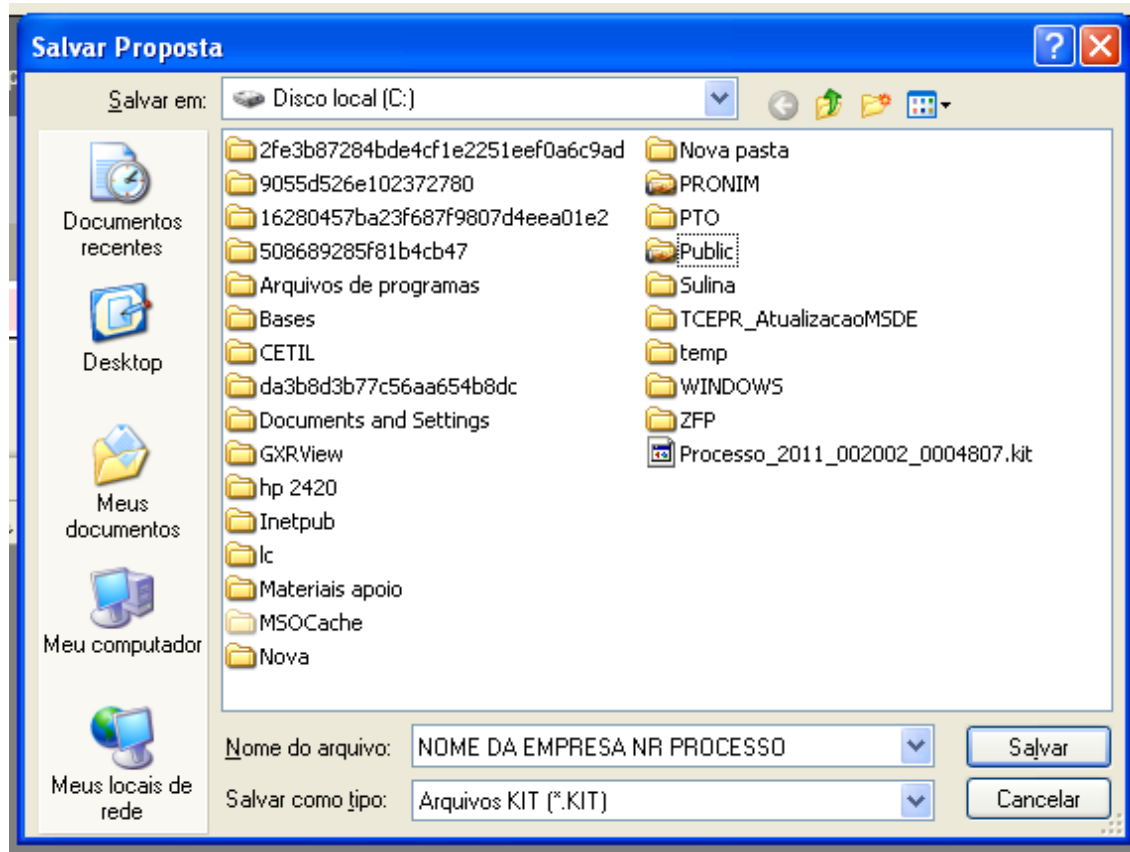 Salvar Proposta
Salvar em:
Disco local (C:)
Documentos
recentes
Desktop
Meus
documentos
Meu computador
Meus locais de
rede
2fe3b87284bde4cf1e2251eef0a6c9ad
9055d526e102372780
16280457ba23f687f9807d4eea01e2
508689285f81b4cb47
Arquivos de programas
Bases
CETIL
da3b8d3b77c56aa654b8dc
Documents and Settings
GXRView
hp 2420
Inetpub
lc
Materiais apoio
MSOCache
Nova
Nova pasta
PRONIM
PTO
Public
Sulina
TCEPR_AtualizacaoMSDE
temp
WINDOWS
ZFP
Processo_2011_002002_0004807.kit
Nome do arquivo:
NOME DA EMPRESA NR PROCESSO
Salvar
Salvar como tipo:
Arquivos KIT (*.KIT)
Cancelar